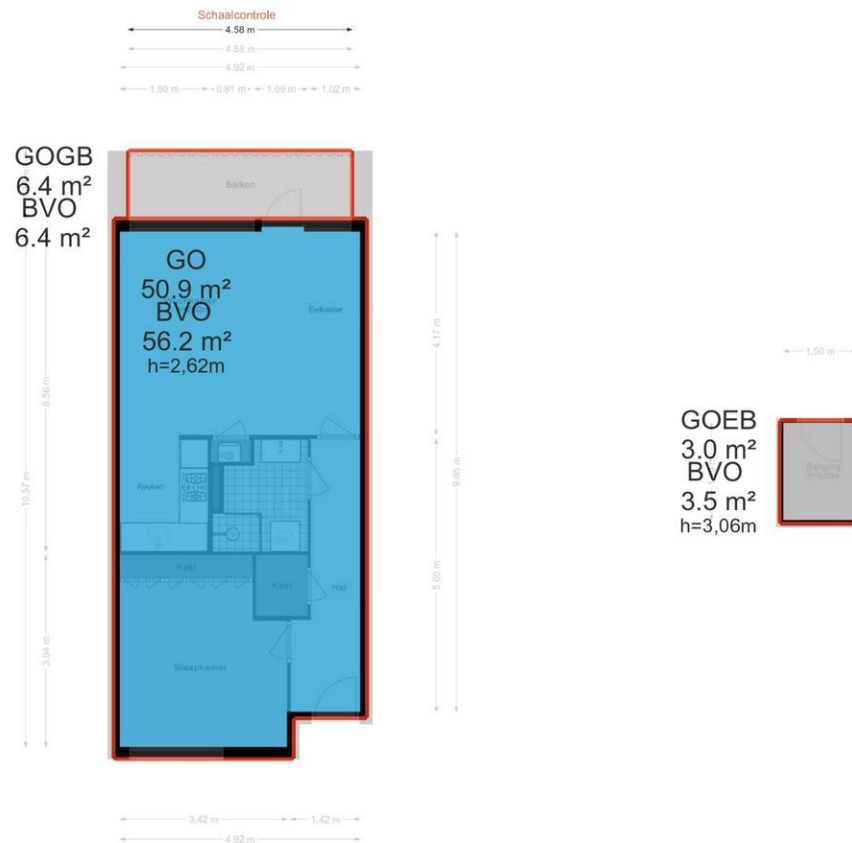 Schaalcontrole
4.58 m
4.58 m
4.92 m
1.80 m
0.81 m
1.09 m
1.02 m
GOGB
6.4 m²
BVO
6.4 m²
Balkon
GO
50.9 m²
BVO
56.2 m²
h=2,62m
Eetkamer
4.17 m
6.56 m
10.57 m
9.85 m
1.50 m
GOEB
3.0 m²
BVO
3.5 m²
h=3,06m
Berging
Keuken
Kast
Kast
Hal
5.60 m
3.94 m
Slaapkamer
3.42 m
1.42 m
4.92 m